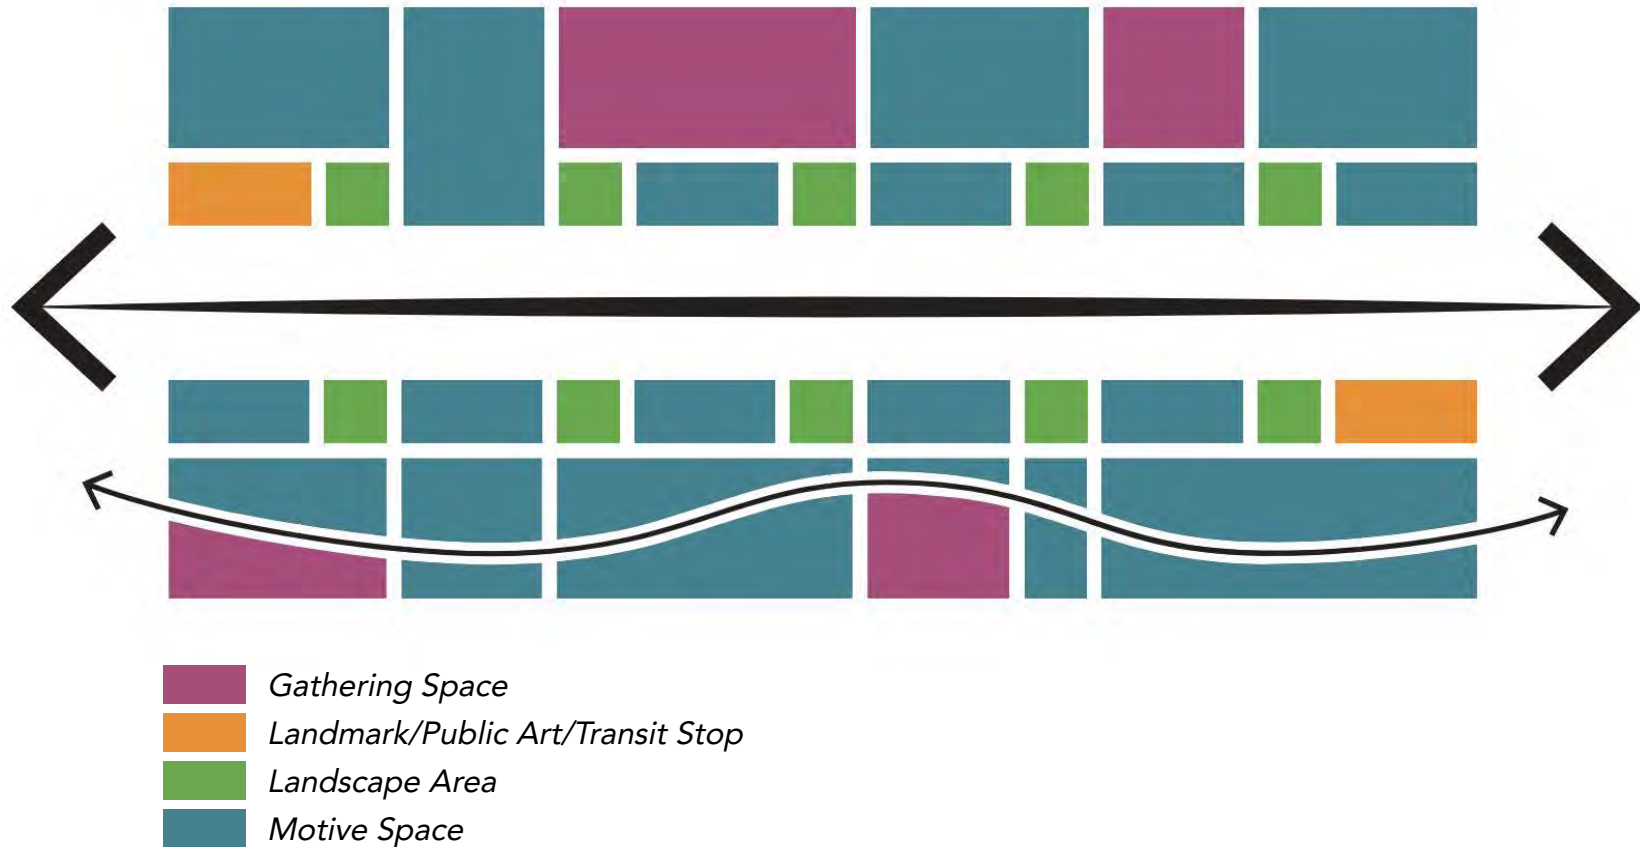 Gathering Space
Landmark/Public Art/Transit Stop
Landscape Area
Motive Space